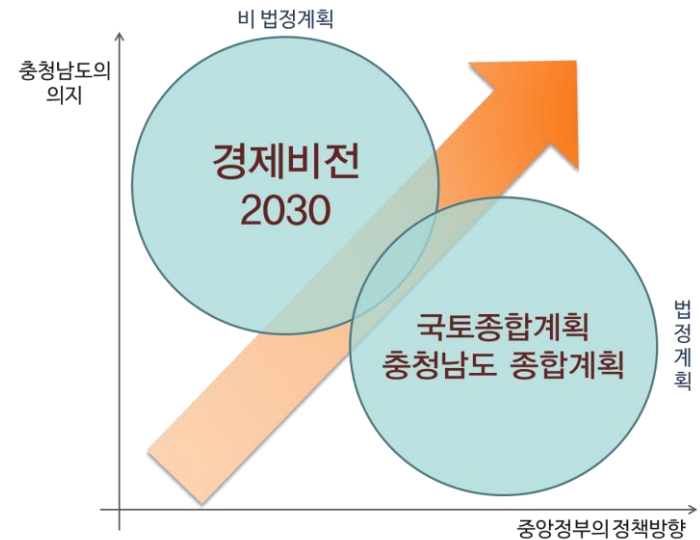 비 법정계획
충청남도의
의지
경제비전
2030
국토종합계획
충청남도 종합계획
법
정
계
획
중앙정부의 정책방향